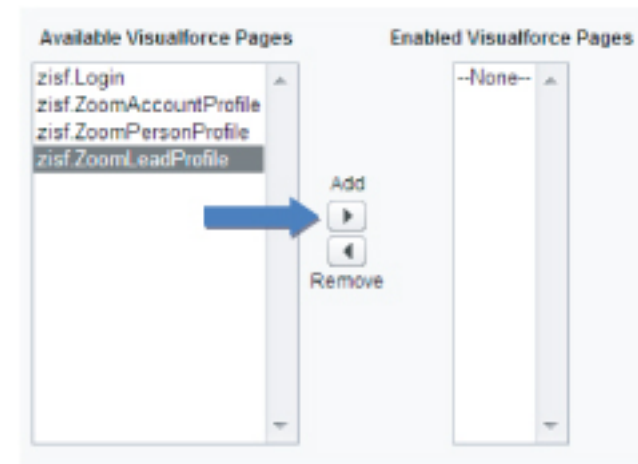 Available Visualforce Pages
Enabled Visualforce Pages
zisf.Login
zisf.ZoomAccountProfile
zisf.ZoomPersonProfile
zisf.ZoomLeadProfile
--None--
Add
Remove